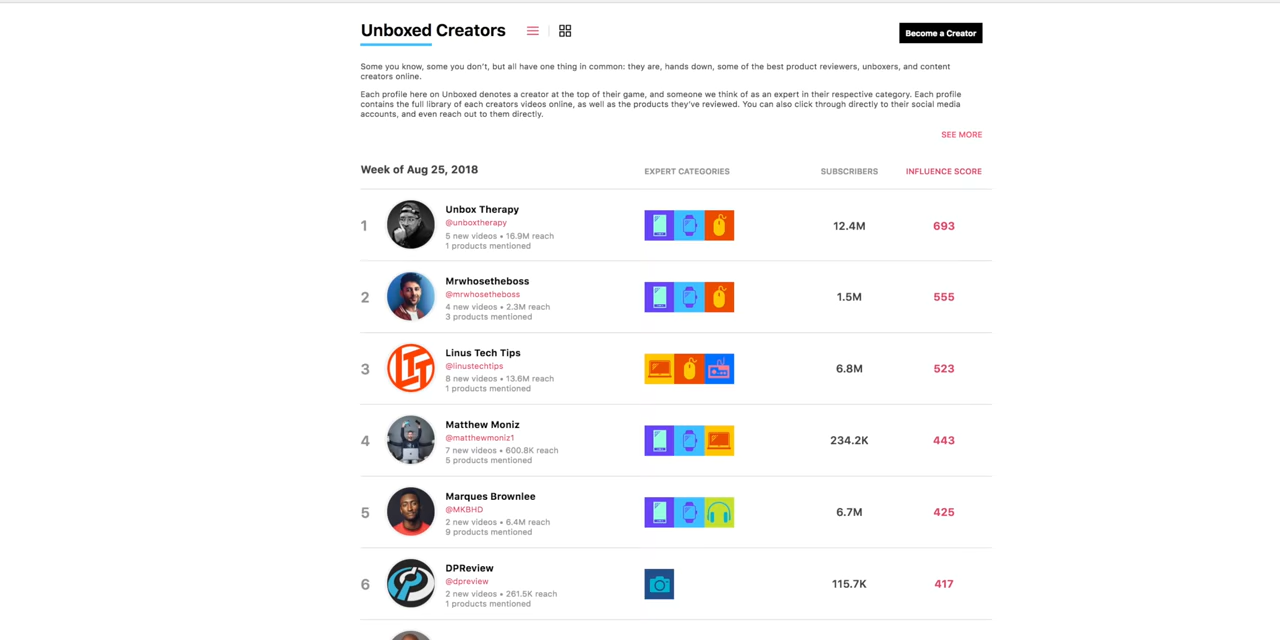 Unboxed Creators
Become a Creator
Some you know, some you don't, but all have one thing in common: they are, hands down, some of the best product reviewers, unboxers, and content
creators online.
Each profile here on Unboxed denotes a creator at the top of their game, and someone we think of as an expert in their respective category. Each profile
contains the full library of each creators videos online, as well as the products they've reviewed. You can also click through directly to their social media
accounts, and even reach out to them directly.
SEE MORE
Week of Aug 25, 2018 EXPERT CATEGORIES SUBSCRIBERS INFLUENCE SCORE
1
Unbox Therapy
@unboxtherapy
5 new videos • 16.9M reach
1 products mentioned
12.4M
693
2
Mrwhosetheboss
@mrwhosetheboss
4 new videos • 2.3M reach
3 products mentioned
1.5M
555
3
LTT
Linus Tech Tips
@linustechtips
8 new videos • 13.6M reach
1 products mentioned
6.8M
523
4
Matthew Moniz
@matthewmoniz1
7 new videos • 600.8K reach
5 products mentioned
234.2K
443
5
Marques Brownlee
@MKBHD
2 new videos • 6.4M reach
9 products mentioned
6.7M
425
6
DPReview
@dpreview
2 new videos • 261.5K reach
1 products mentioned
115.7K
417